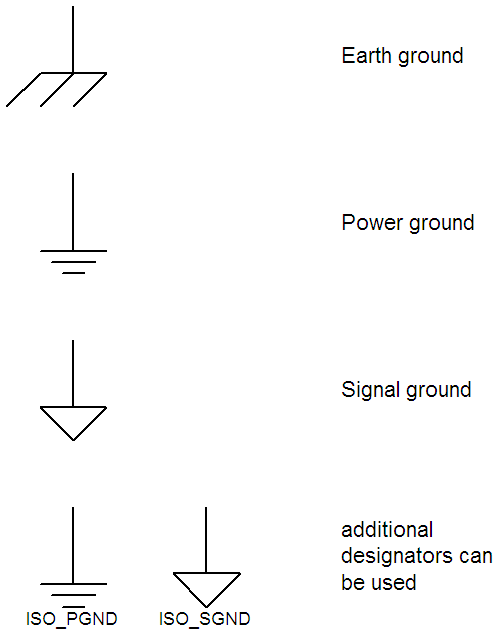 Earth ground
Power ground
Signal ground
additional
designators can
be used
ISO_PGND
ISO_SGND